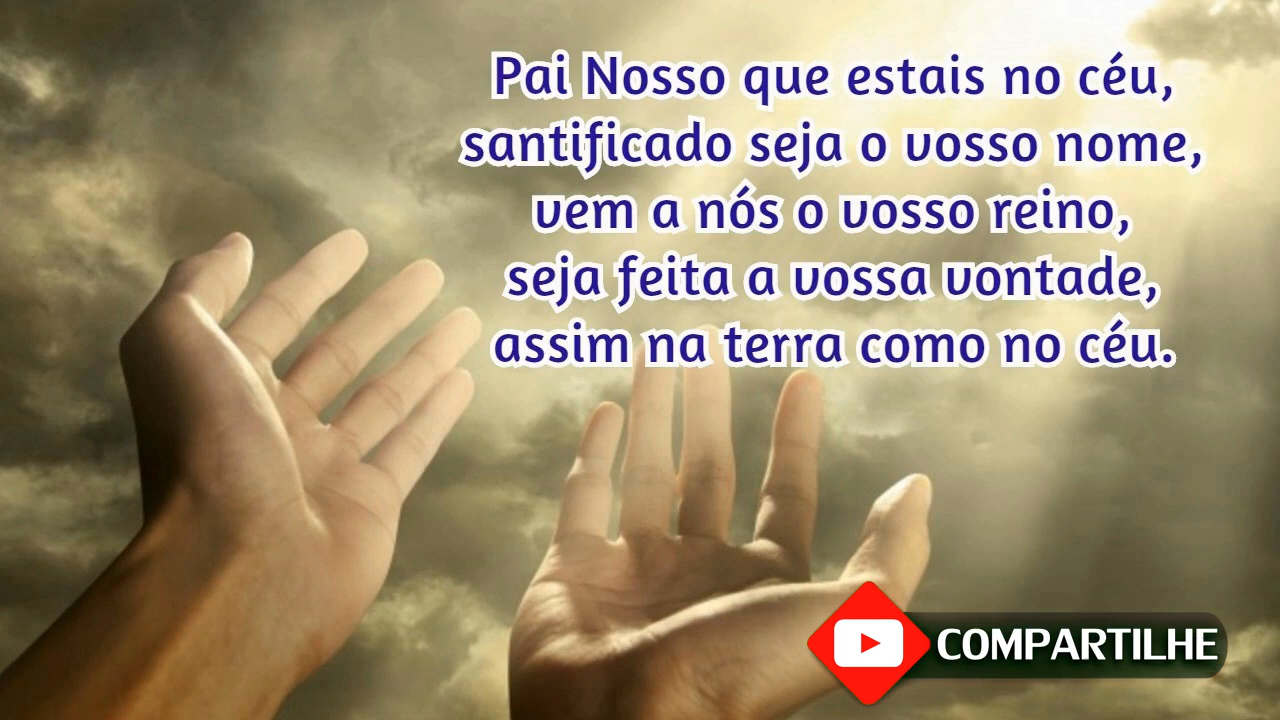 Pai Nosso que estais no céu,
santificado seja o vosso nome,
vem a nós o vosso reino,
seja feita a vossa vontade,
assim na terra como no céu.
COMPARTILHE